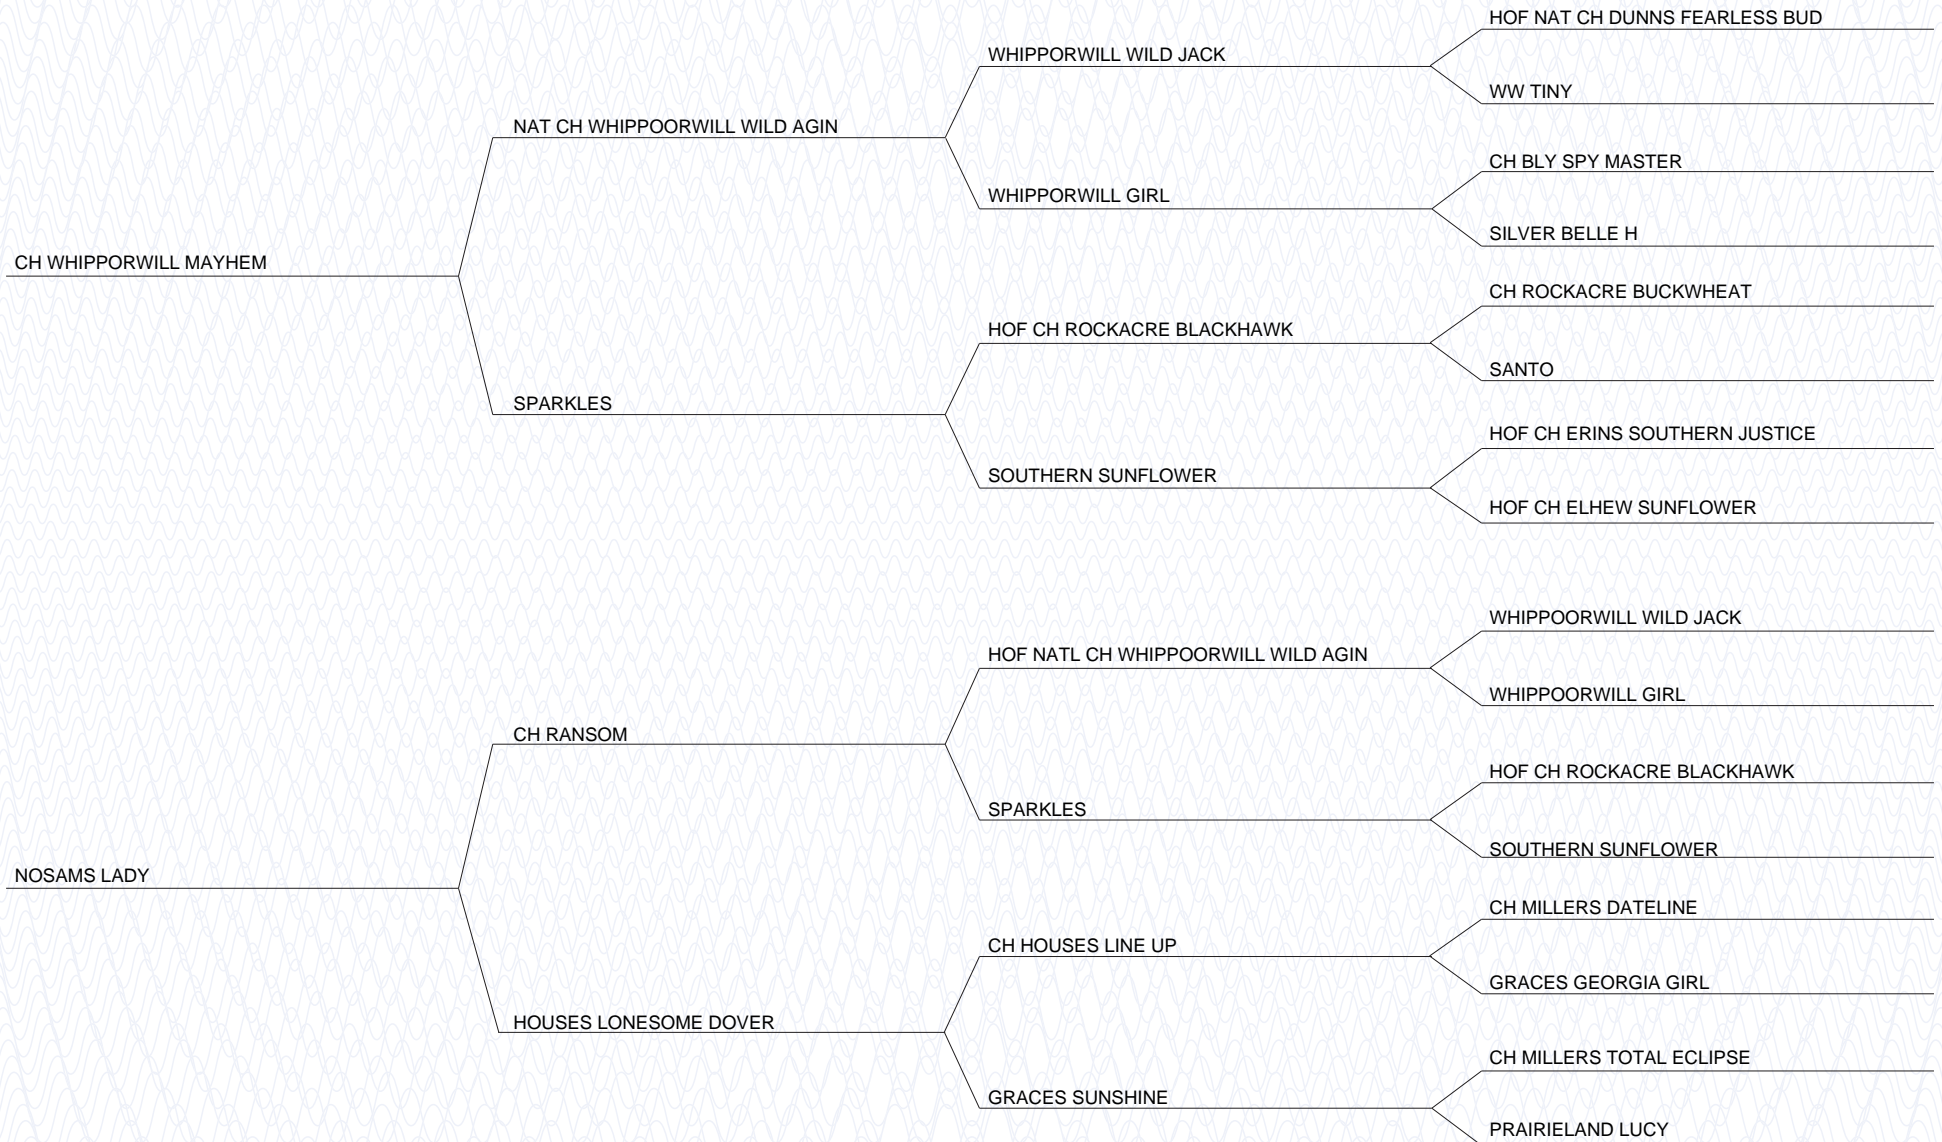 HOF NAT CH DUNNS FEARLESS BUD
WHIPPORWILL WILD JACK
WW TINY
NAT CH WHIPPOORWILL WILD AGIN
CH BLY SPY MASTER
WHIPPORWILL GIRL
SILVER BELLE H
CH WHIPPORWILL MAYHEM
CH ROCKACRE BUCKWHEAT
HOF CH ROCKACRE BLACKHAWK
SANTO
SPARKLES
HOF CH ERINS SOUTHERN JUSTICE
SOUTHERN SUNFLOWER
HOF CH ELHEW SUNFLOWER
WHIPPOORWILL WILD JACK
HOF NATL CH WHIPPOORWILL WILD AGIN
WHIPPOORWILL GIRL
CH RANSOM
HOF CH ROCKACRE BLACKHAWK
SPARKLES
SOUTHERN SUNFLOWER
NOSAMS LADY
CH MILLERS DATELINE
CH HOUSES LINE UP
GRACES GEORGIA GIRL
HOUSES LONESOME DOVER
CH MILLERS TOTAL ECLIPSE
GRACES SUNSHINE
PRAIRIELAND LUCY